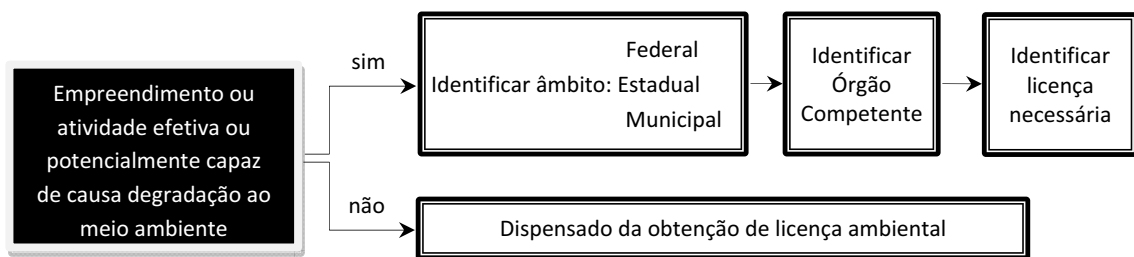 Empreendimento ou
atividade efetiva ou
potencialmente capaz
de causa degradação ao
meio ambiente
sim
Federal
Identificar âmbito: Estadual
Municipal
Identificar
Órgão
Competente
Identificar
licença
necessária
não
Dispensado da obtenção de licença ambiental